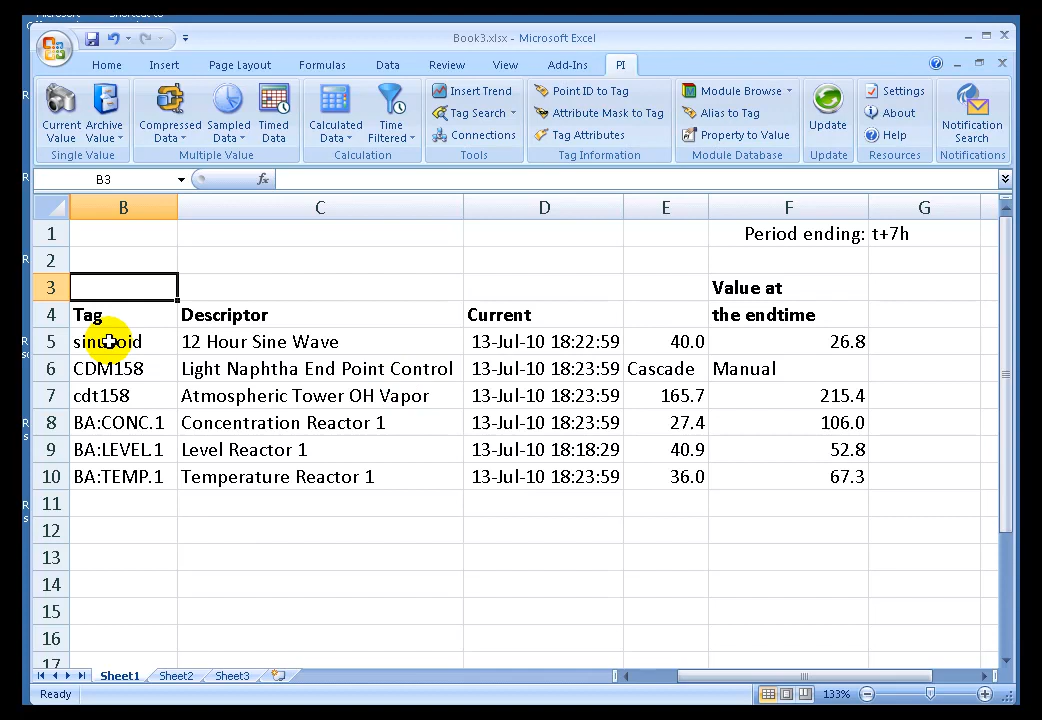 Book3.xlsx - Microsoft Excel
Home Insert Page Layout Formulas Data Review View Add-Ins PI
Current Value
Archive Value
Compressed Data
Sampled Data
Timed Data
Calculated Data
Time Filtered
Insert Trend
Tag Search
Connections
Point ID to Tag
Attribute Mask to Tag
Tag Attributes
Module Browse
Alias to Tag
Property to Value
Update
Settings
About
Help
Notification Search
Single Value Multiple Value Calculation Tools Tag Information Module Database Update Resources Notifications
B3 fx
B C D E F G
1 Period ending: t+7h
2
3 Value at
4 Tag Descriptor Current the endtime
5 sinusoid 12 Hour Sine Wave 13-Jul-10 18:22:59 40.0 26.8
6 CDM158 Light Naphtha End Point Control 13-Jul-10 18:23:59 Cascade Manual
7 cdt158 Atmospheric Tower OH Vapor 13-Jul-10 18:23:59 165.7 215.4
8 BA:CONC.1 Concentration Reactor 1 13-Jul-10 18:23:59 27.4 106.0
9 BA:LEVEL.1 Level Reactor 1 13-Jul-10 18:18:29 40.9 52.8
10 BA:TEMP.1 Temperature Reactor 1 13-Jul-10 18:23:59 36.0 67.3
11
12
13
14
15
16
17
Sheet1 Sheet2 Sheet3
Ready 133%